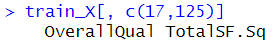 > train_X[, c(17,125)]
OverallQual TotalSF.Sq